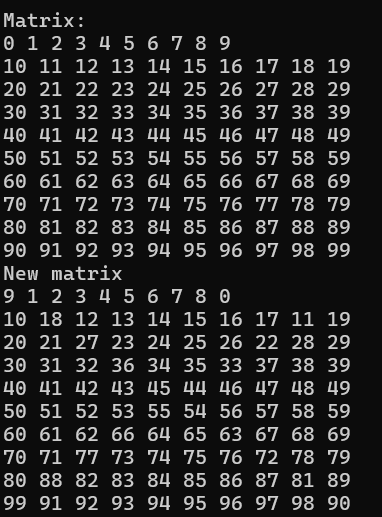 Matrix:
0 1 2 3 4 5 6 7 8 9
10 11 12 13 14 15 16 17 18 19
20 21 22 23 24 25 26 27 28 29
30 31 32 33 34 35 36 37 38 39
40 41 42 43 44 45 46 47 48 49
50 51 52 53 54 55 56 57 58 59
60 61 62 63 64 65 66 67 68 69
70 71 72 73 74 75 76 77 78 79
80 81 82 83 84 85 86 87 88 89
90 91 92 93 94 95 96 97 98 99
New matrix
9 1 2 3 4 5 6 7 8 0
10 18 12 13 14 15 16 17 11 19
20 21 27 23 24 25 26 22 28 29
30 31 32 36 34 35 33 37 38 39
40 41 42 43 45 44 46 47 48 49
50 51 52 53 55 54 56 57 58 59
60 61 62 66 64 65 63 67 68 69
70 71 77 73 74 75 76 72 78 79
80 88 82 83 84 85 86 87 81 89
99 91 92 93 94 95 96 97 98 90